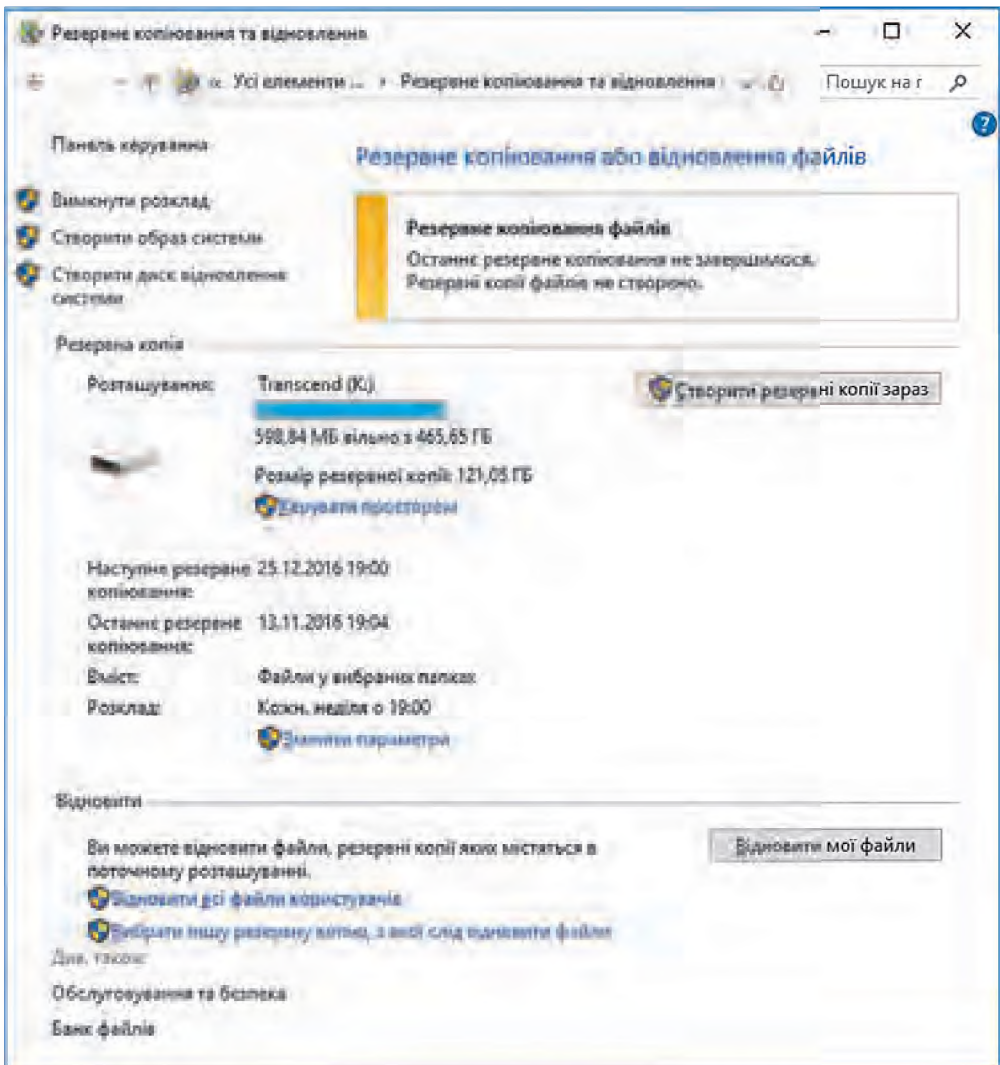 Резервне копіювання та відновлення
« Усі елементи ... › Резервне копіювання та відновлення
Пошук на г
Панель керування
Вимкнути розклад
Створити образ системи
Створити диск відновлення
системи
Резервне копіювання або відновлення файлів
Резервне копіювання файлів
Останнє резервне копіювання не завершилося.
Резервні копії файлів не створено.
Резервна копія
Розташування: Transcend (K:)
Створити резервні копії зараз
598,84 МБ вільно з 465,65 ГБ
Розмір резервної копії: 121,05 ГБ
Керувати простором
Наступне резервне 25.12.2016 19:00
копіювання:
Останнє резервне 13.11.2016 19:04
копіювання:
Вміст: Файли у вибраних папках
Розклад: Кожн. неділя о 19:00
Змінити параметри
Відновити
Ви можете відновити файли, резервні копії яких містяться в
поточному розташуванні.
Відновити мої файли
Відновити всі файли користувачів
Вибрати іншу резервну копію, з якої слід відновити файли
Див. також
Обслуговування та безпека
Банк файлів